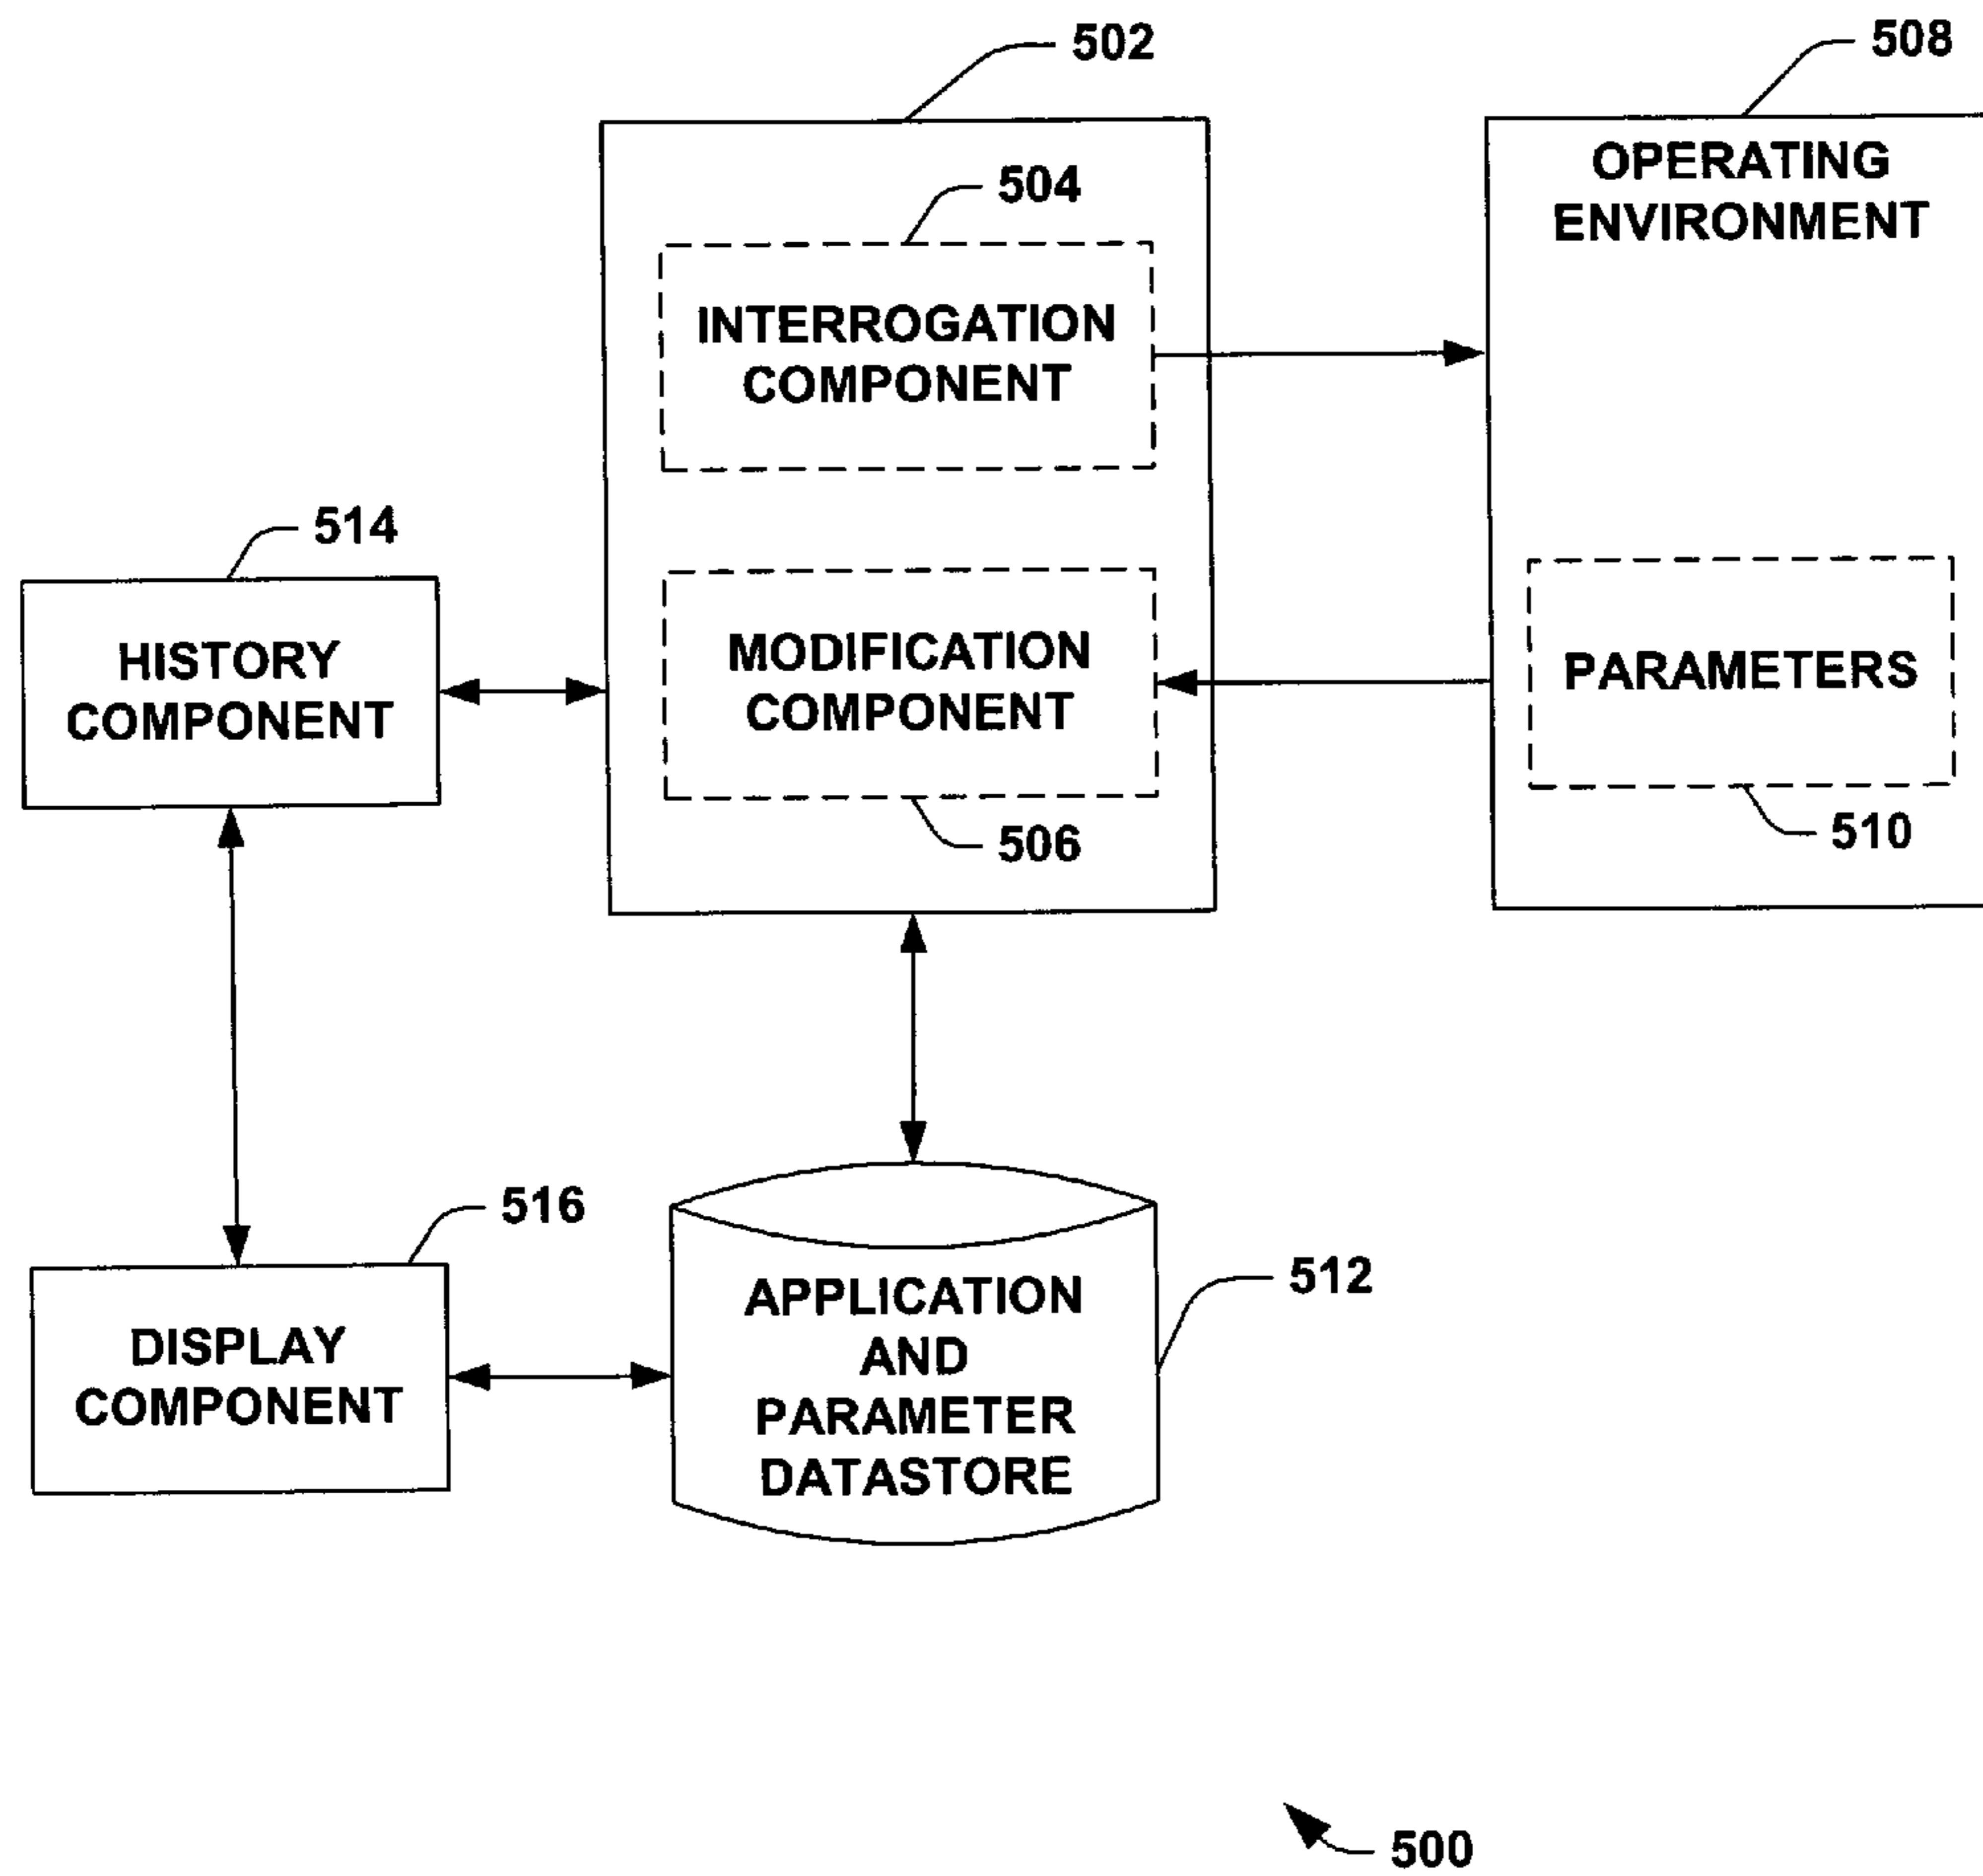 502
508
OPERATING
ENVIRONMENT
504
INTERROGATION
COMPONENT
514
HISTORY
COMPONENT
MODIFICATION
COMPONENT
PARAMETERS
506
510
516
512
DISPLAY
COMPONENT
APPLICATION
AND
PARAMETER
DATASTORE
500